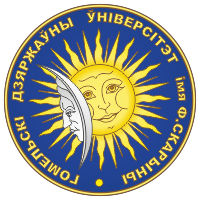 ГОМЕЛЬСКІ ДЗЯРЖАЎНЫ ЎНІВЕРСІТЭТ імя Ф.СКАРЫНЫ